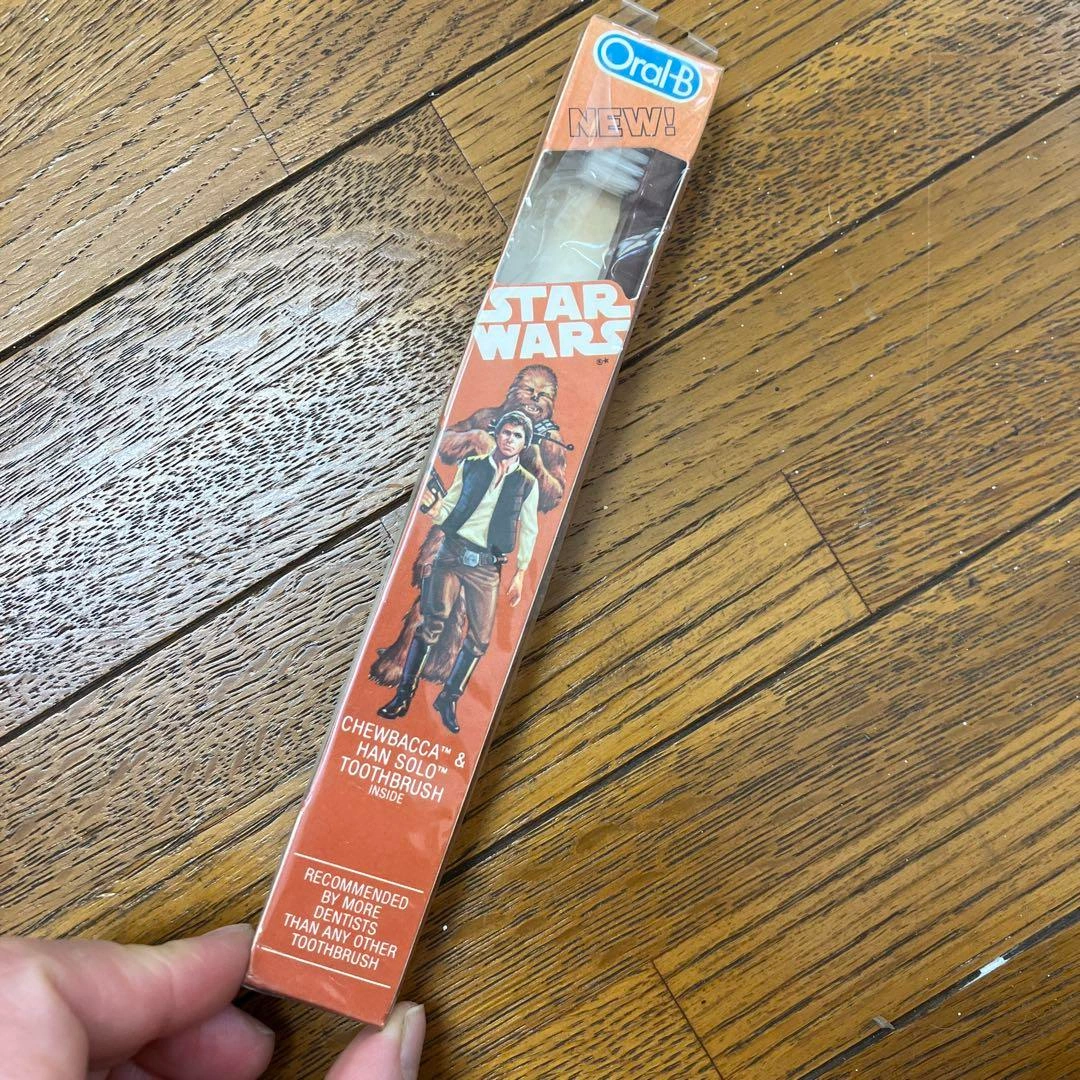 Oral-B
NEW!
STAR
WARS
®*
CHEWBACCA™ &
HAN SOLO™
TOOTHBRUSH
INSIDE
RECOMMENDED
BY MORE
DENTISTS
THAN ANY OTHER
TOOTHBRUSH